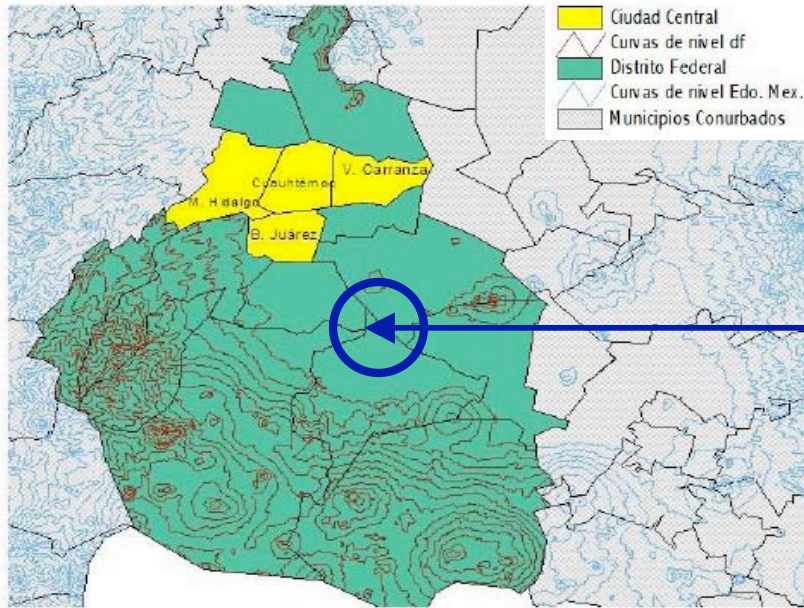 Ciudad Central
Curvas de nivel df
Distrito Federal
Curvas de nivel Edo. Mex.
Municipios Conurbados
V. Carranza
Cuauhtémoc
M. Hidalgo
B. Juárez